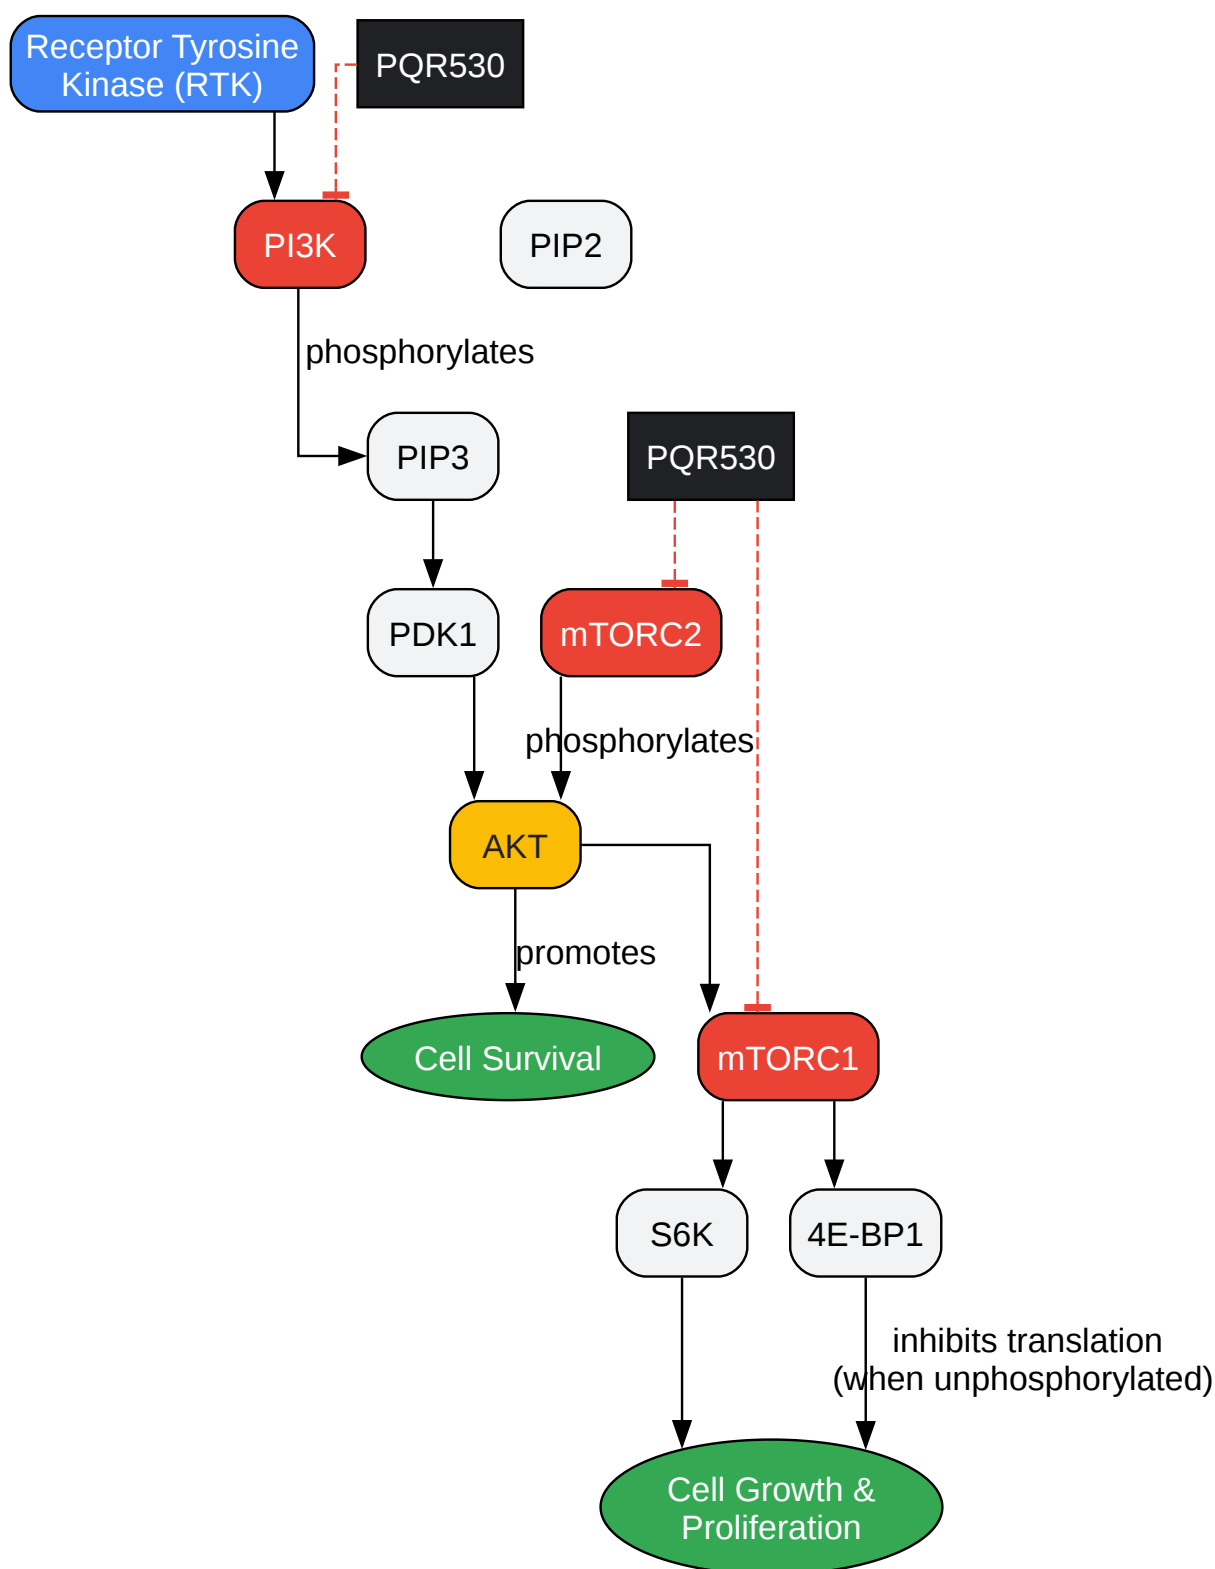 Receptor Tyrosine
Kinase (RTK)
PQR530
PI3K
PIP2
phosphorylates
PIP3
PQR530
PDK1
mTORC2
phosphorylates
AKT
promotes
Cell Survival
mTORC1
S6K
4E-BP1
inhibits translation
(when unphosphorylated)
Cell Growth &
Proliferation